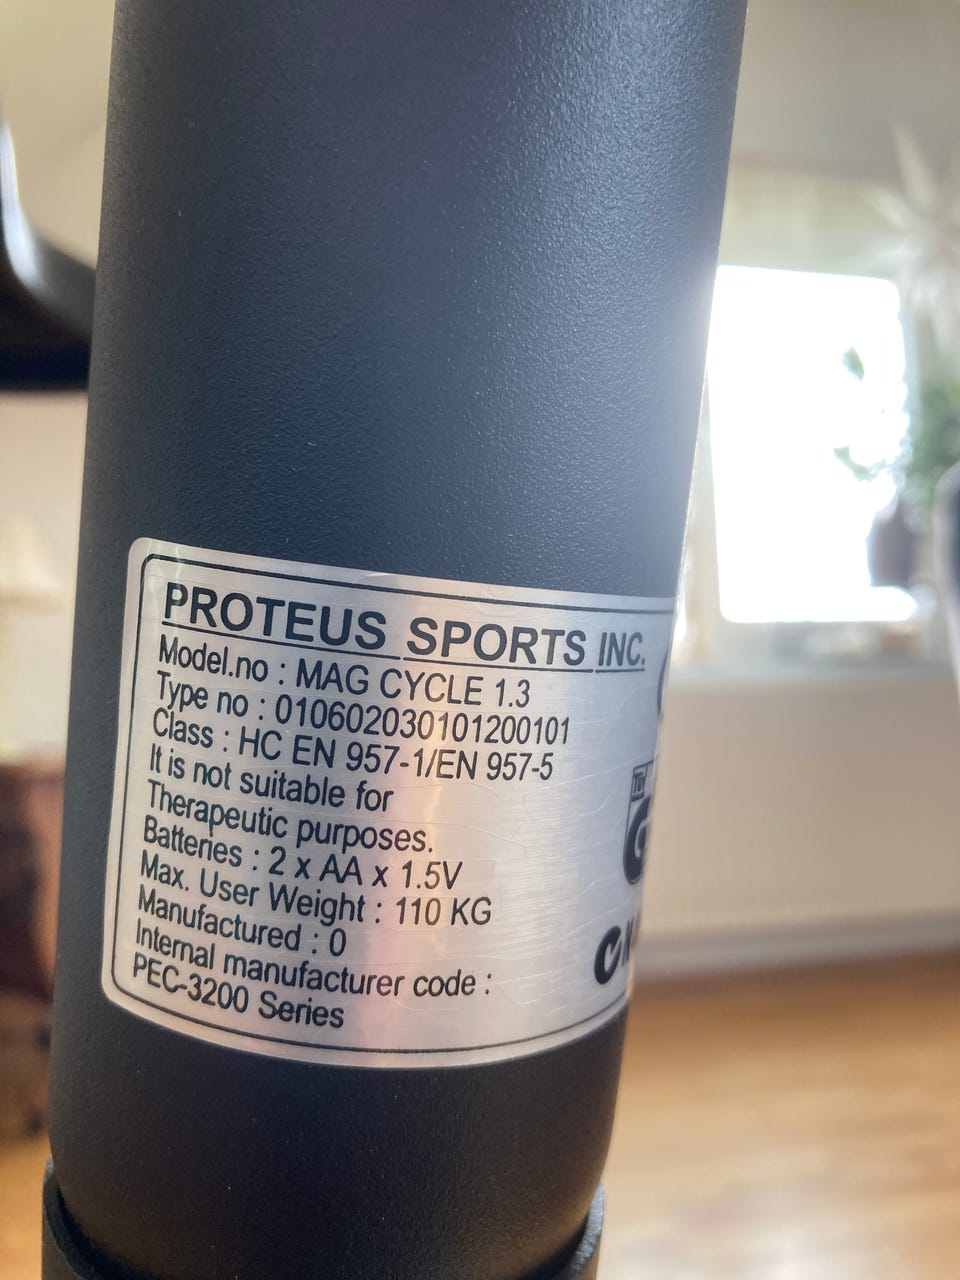 PROTEUS SPORTS INC.
Model.no : MAG CYCLE 1.3
Type no : 010602030101200101
Class : HC EN 957-1/EN 957-5
It is not suitable for
Therapeutic purposes.
Batteries : 2 x AA x 1.5V
Max. User Weight : 110 KG
Manufactured : 0
Internal manufacturer code :
PEC-3200 Series